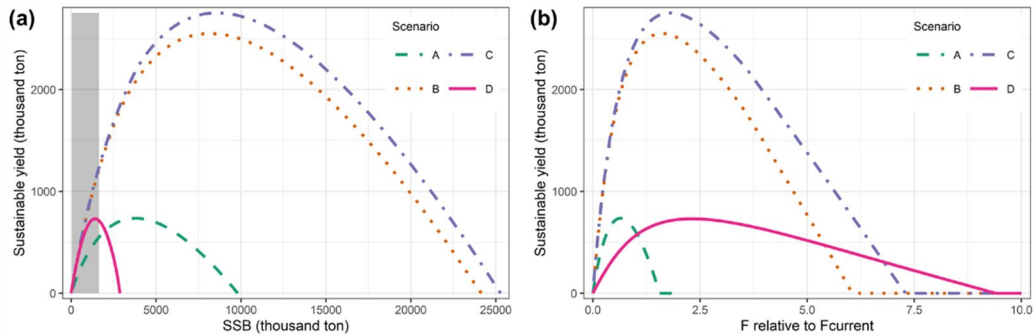 (a)
Scenario
A
C
B
D
Sustainable yield (thousand ton)
2000
1000
0
0
5000
10000
15000
20000
25000
SSB (thousand ton)
(b)
Scenario
A
C
B
D
Sustainable yield (thousand ton)
2000
1000
0
0.0
2.5
5.0
7.5
10.0
F relative to Fcurrent